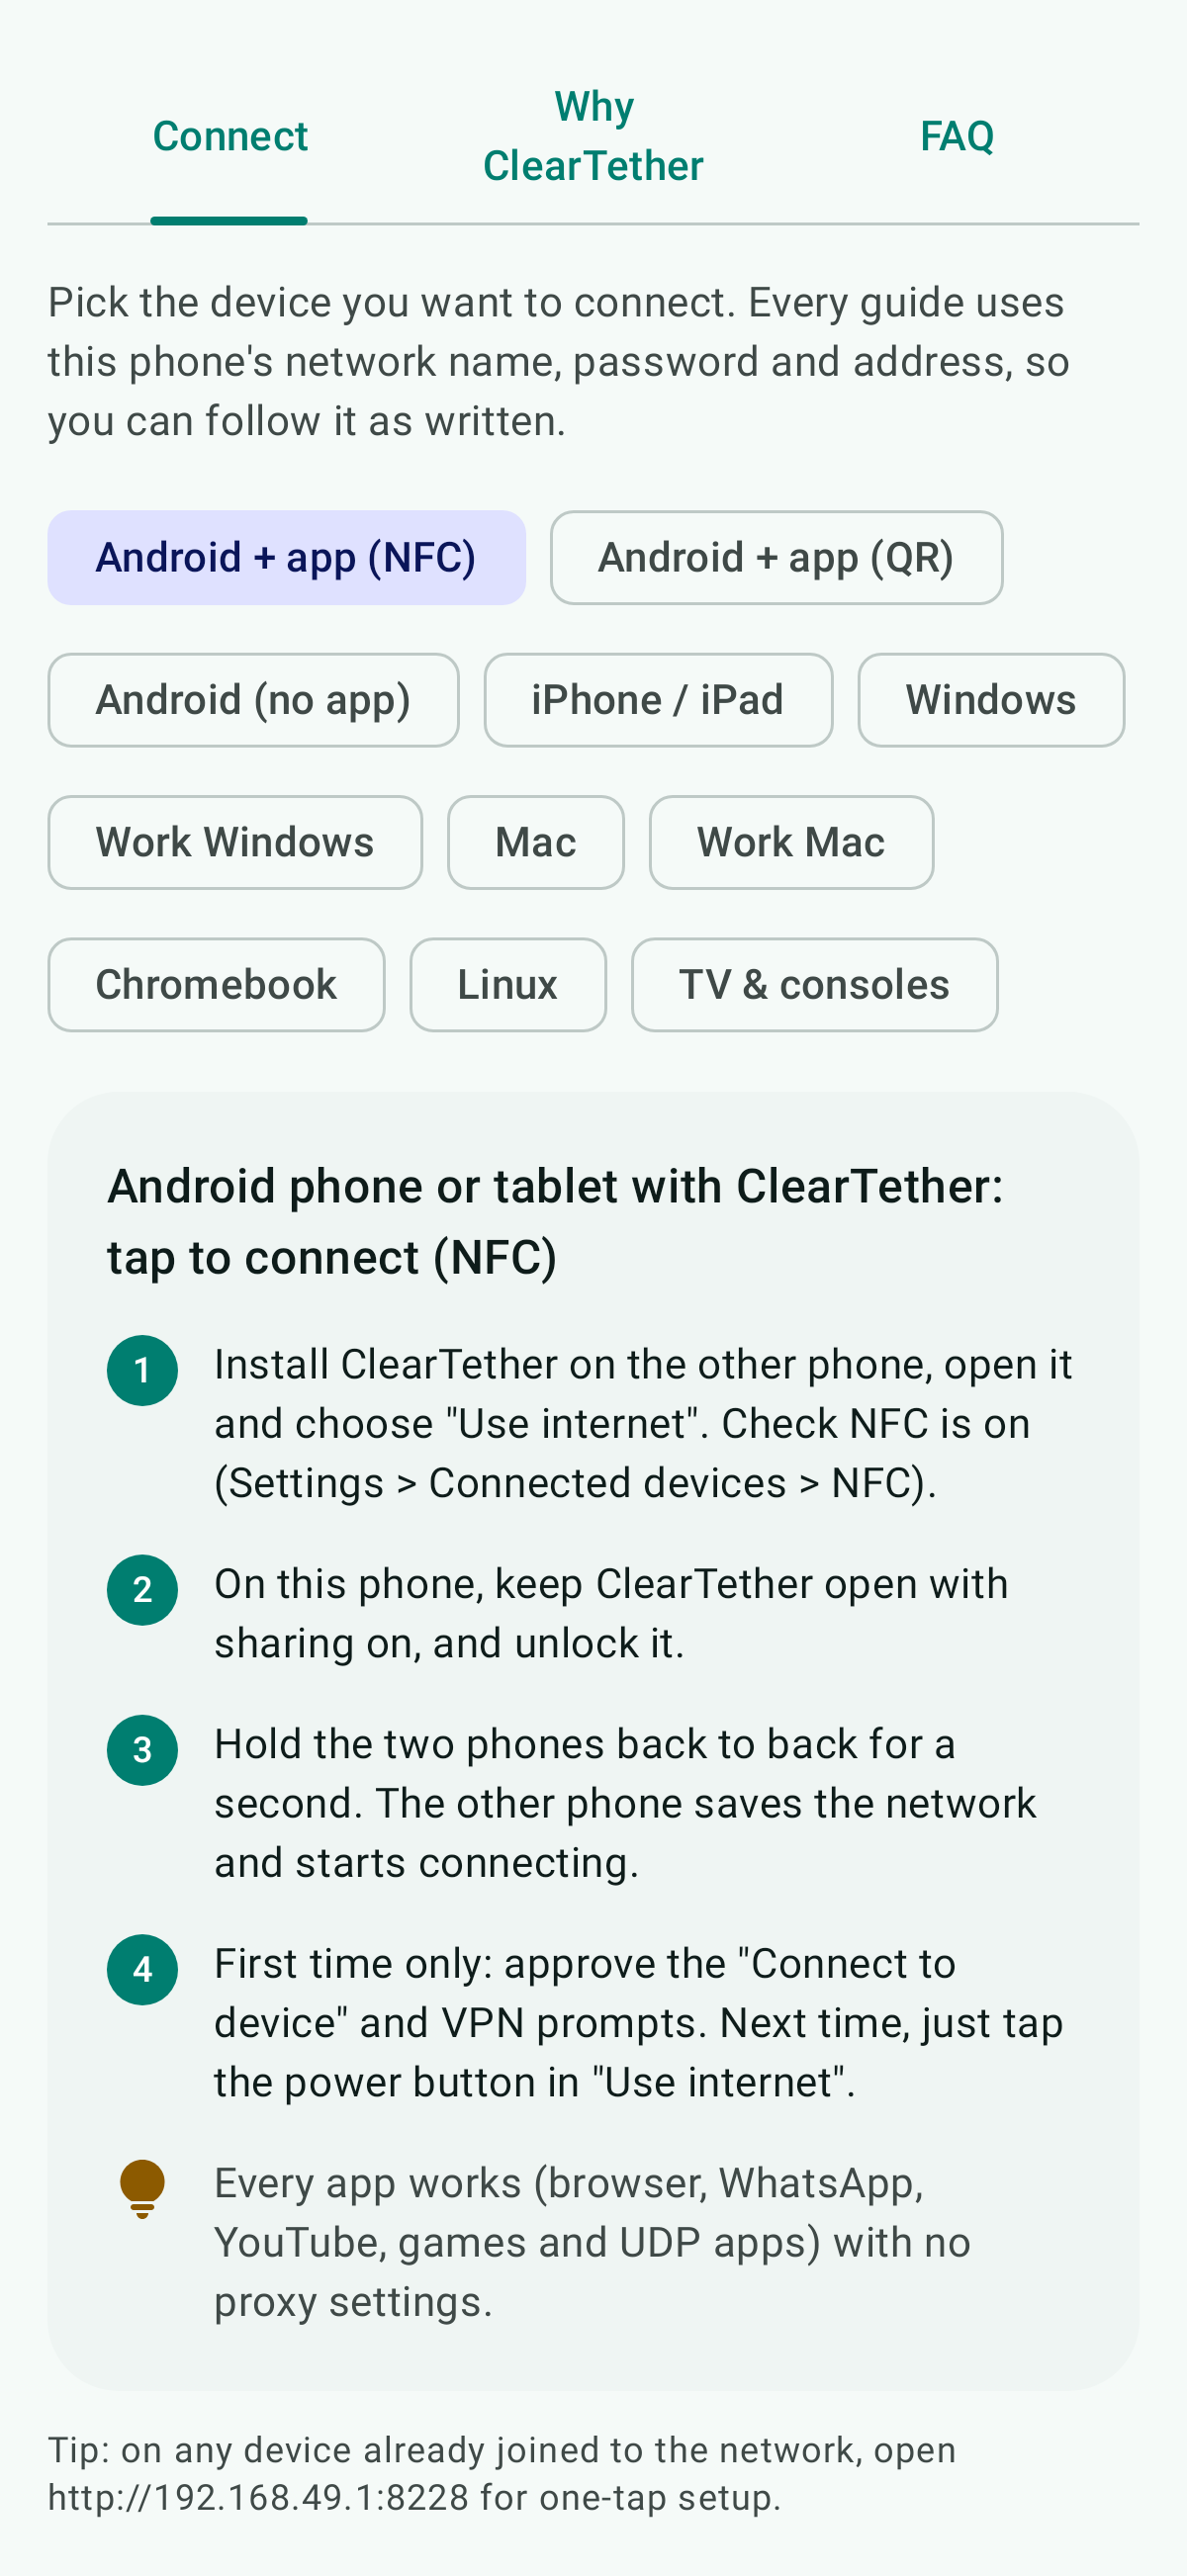 Connect
Why
ClearTether
FAQ
Pick the device you want to connect. Every guide uses
this phone's network name, password and address, so
you can follow it as written.
Android + app (NFC)
Android + app (QR)
Android (no app)
iPhone / iPad
Windows
Work Windows
Mac
Work Mac
Chromebook
Linux
TV & consoles
Android phone or tablet with ClearTether:
tap to connect (NFC)
1 Install ClearTether on the other phone, open it
and choose "Use internet". Check NFC is on
(Settings > Connected devices > NFC).
2 On this phone, keep ClearTether open with
sharing on, and unlock it.
3 Hold the two phones back to back for a
second. The other phone saves the network
and starts connecting.
4 First time only: approve the "Connect to
device" and VPN prompts. Next time, just tap
the power button in "Use internet".
Every app works (browser, WhatsApp,
YouTube, games and UDP apps) with no
proxy settings.
Tip: on any device already joined to the network, open
http://192.168.49.1:8228 for one-tap setup.